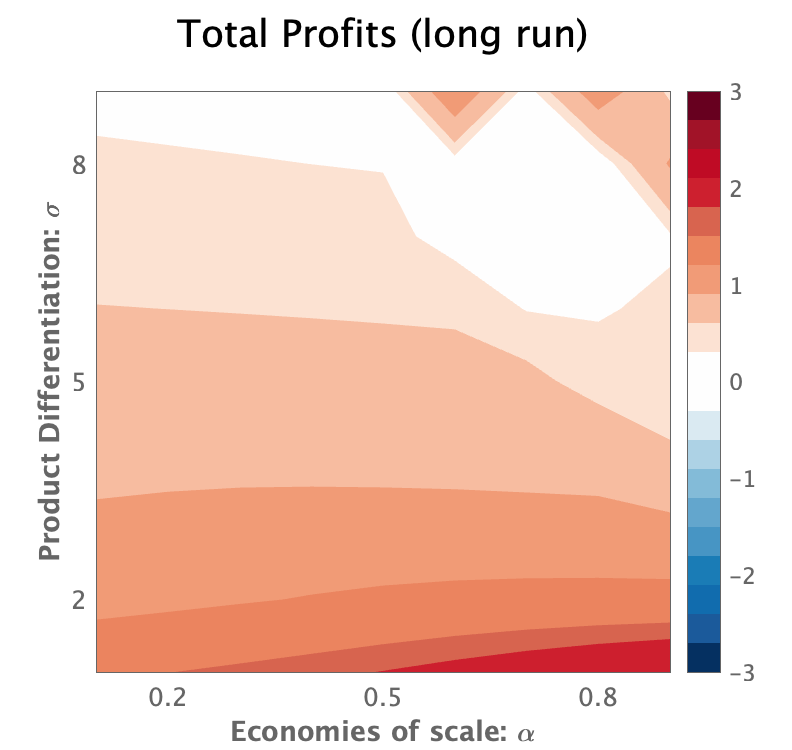 Total Profits (long run)
3
2
1
0
−1
−2
−3
8
5
2
Product Differentiation: σ
0.2 0.5 0.8
Economies of scale: α